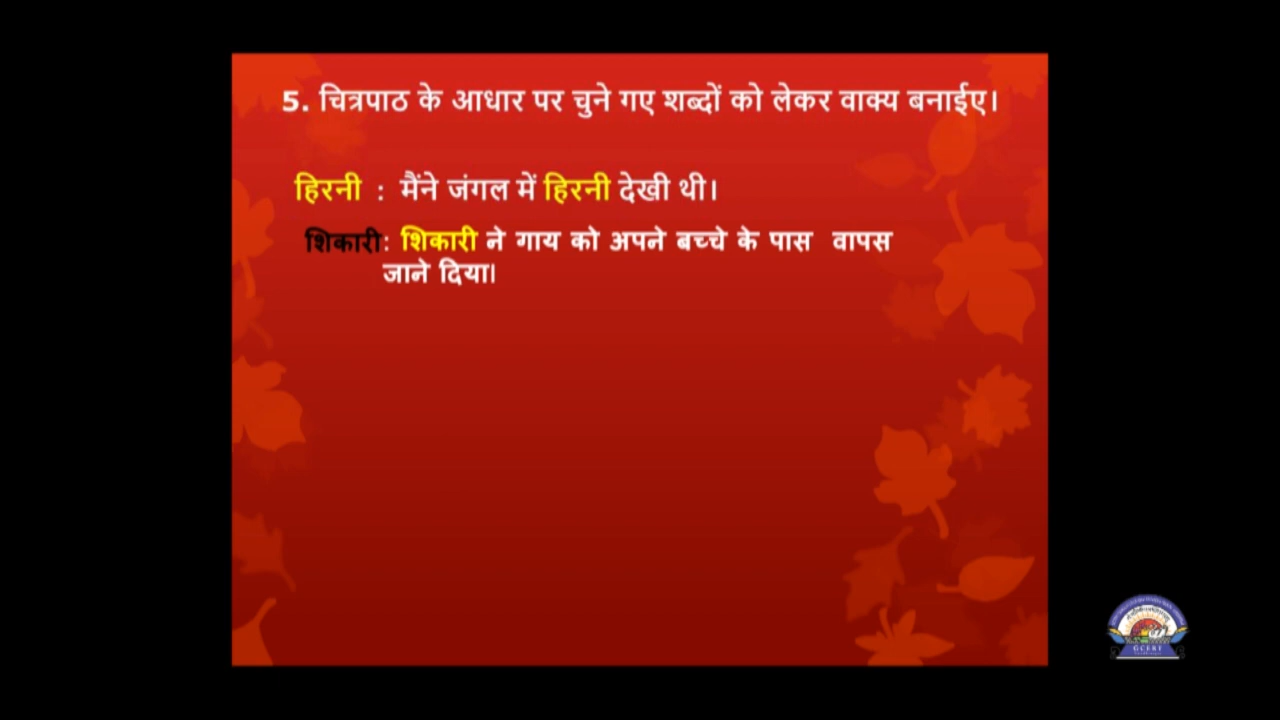 5. चित्रपाठ के आधार पर चुने गए शब्दों को लेकर वाक्य बनाईए।
हिरनी : मैंने जंगल में हिरनी देखी थी।
शिकारी: शिकारी ने गाय को अपने बच्चे के पास वापस
जाने दिया।
GCERT